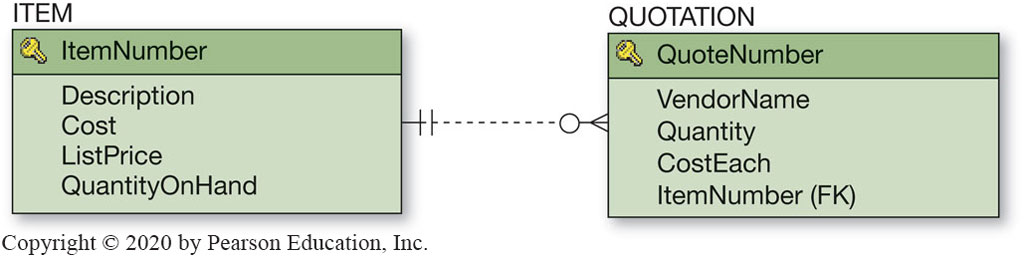 ITEM
ItemNumber
Description
Cost
ListPrice
QuantityOnHand
QUOTATION
QuoteNumber
VendorName
Quantity
CostEach
ItemNumber (FK)
Copyright © 2020 by Pearson Education, Inc.